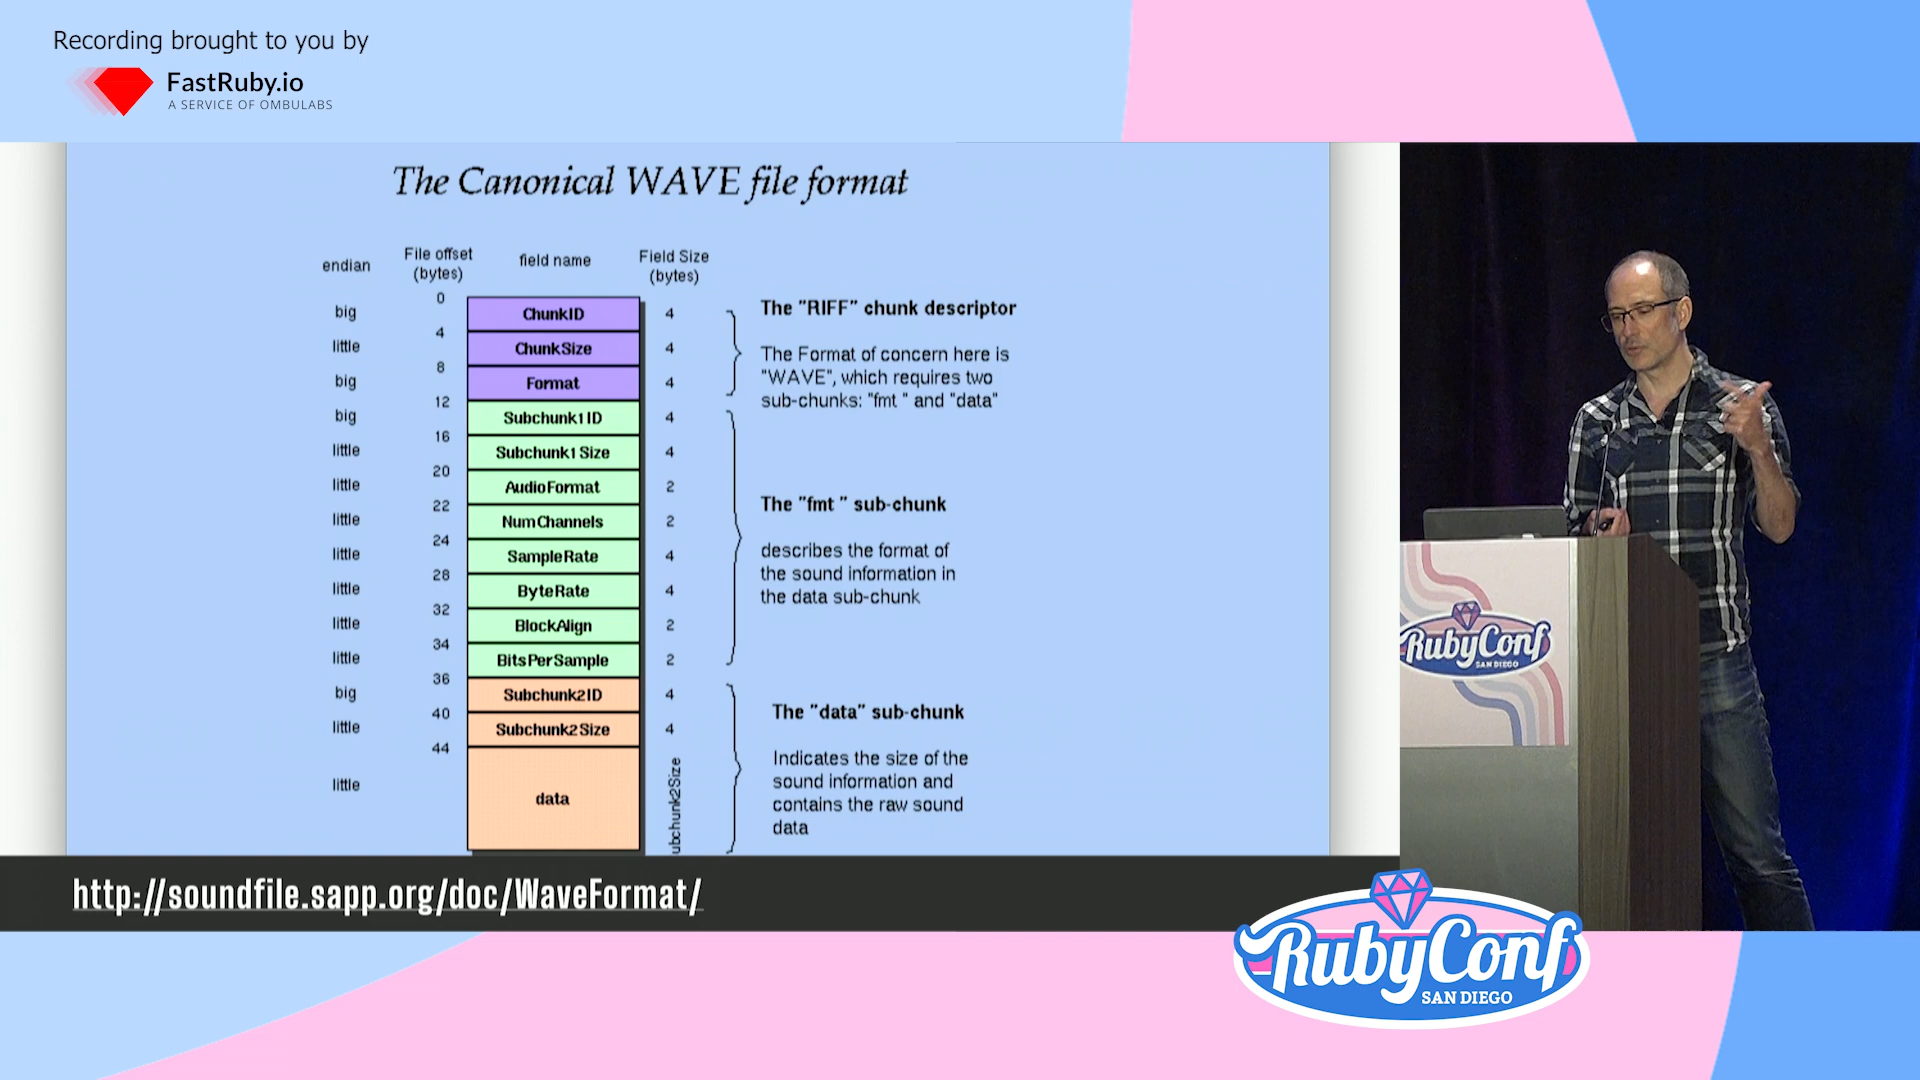 Recording brought to you by
FastRuby.io
A SERVICE OF OMBULABS
The Canonical WAVE file format
endian File offset (bytes) field name Field Size (bytes)
0
big ChunkID 4
4
little ChunkSize 4
8
big Format 4
12
big Subchunk1ID 4
16
little Subchunk1Size 4
20
little AudioFormat 2
22
little NumChannels 2
24
little SampleRate 4
28
little ByteRate 4
32
little BlockAlign 2
34
little BitsPerSample 2
36
big Subchunk2ID 4
40
little Subchunk2Size 4
44
little data ubchunk2Size
The "RIFF" chunk descriptor
The Format of concern here is
"WAVE", which requires two
sub-chunks: "fmt " and "data"
The "fmt " sub-chunk
describes the format of
the sound information in
the data sub-chunk
The "data" sub-chunk
Indicates the size of the
sound information and
contains the raw sound
data
http://soundfile.sapp.org/doc/WaveFormat/
RubyConf
SAN DIEGO
RubyConf
SAN DIEGO